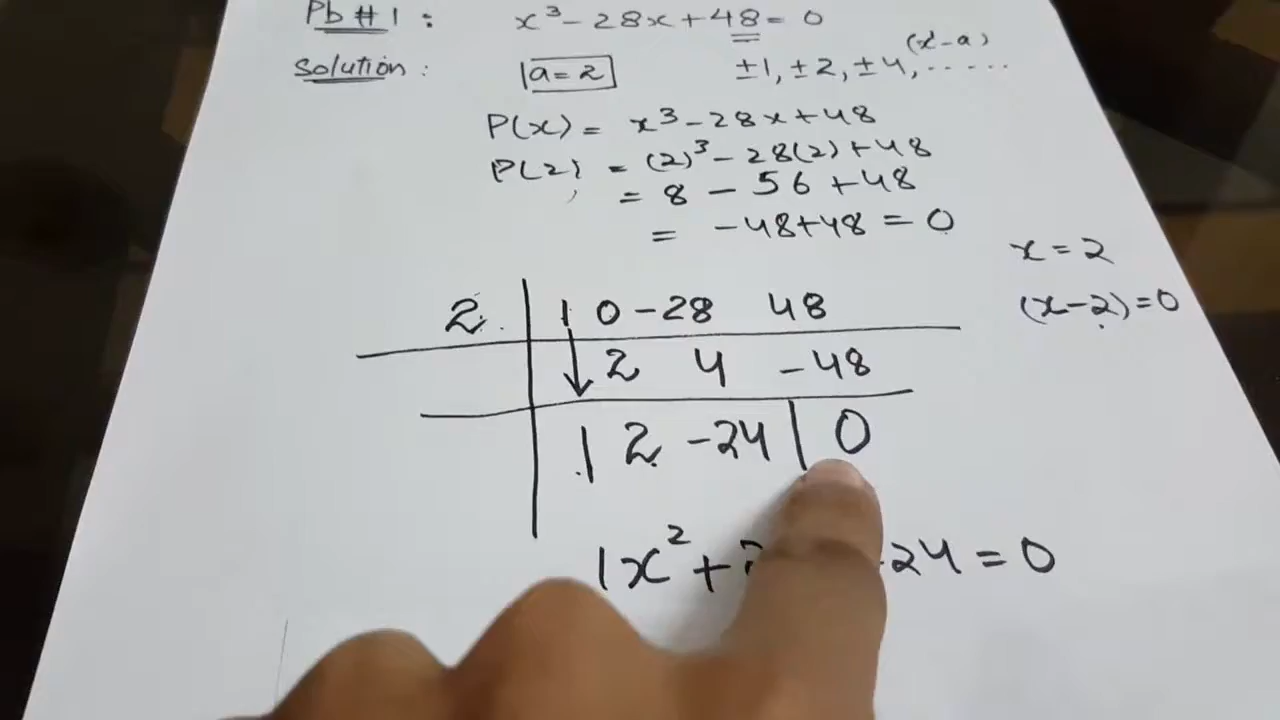 Pb # 1 : x³ - 28x + 48 = 0
Solution : a = 2 ±1, ±2, ±4, ...... (x - a)
P(x) = x³ - 28x + 48
P(2) = (2)³ - 28(2) + 48
= 8 - 56 + 48
= -48 + 48 = 0
x = 2
(x - 2) = 0
2 | 1 0 -28 48
2 4 -48
1 2 -24 | 0
1x² + 24 = 0